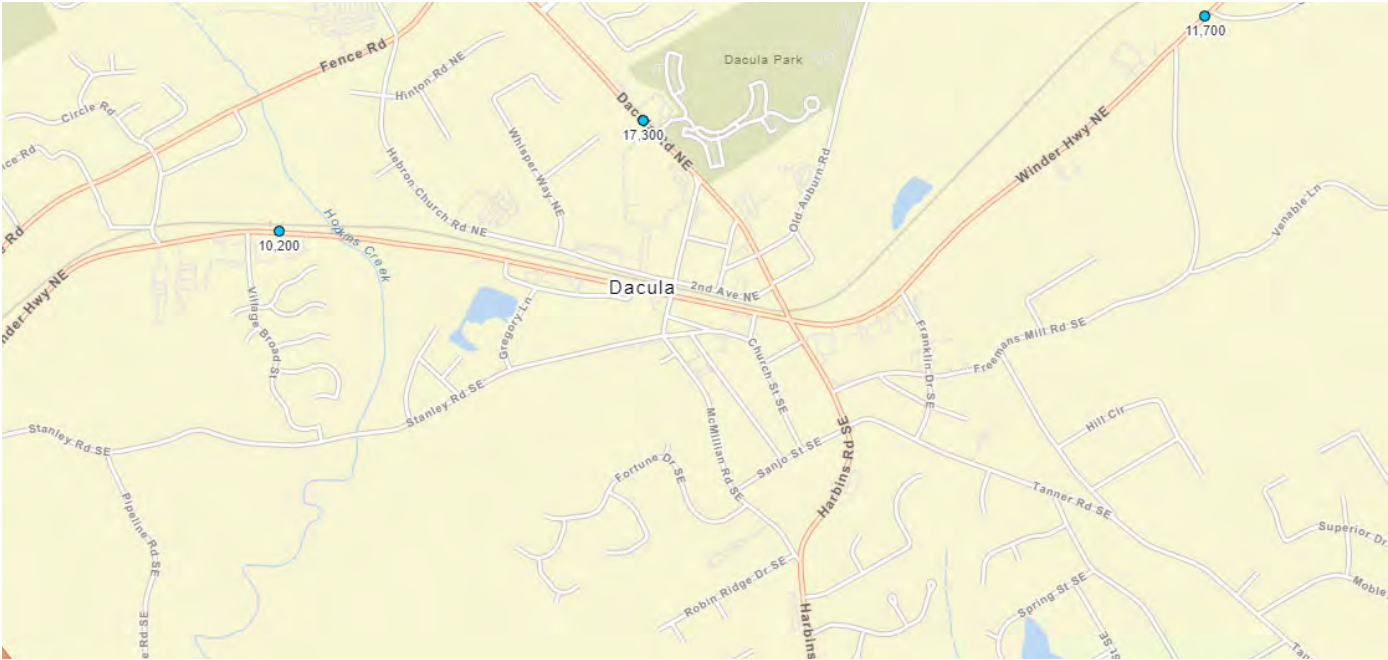 11,700
Dacula Park
Fence Rd
Hinton Rd NE
Circle Rd
17,300
Whisper Way NE
Winder Hwy NE
Hebron Church Rd NE
Old Auburn Rd
Venable Ln
Hopkins Creek
10,200
Dacula
2nd Ave NE
Village Broad St
Gregory Ln
Franklin Dr SE
Freemans Mill Rd SE
Church St SE
Stanley Rd SE
McMillian Rd SE
Hill Cir
Stanley Rd SE
Sanjo St SE
Fortune Dr SE
Harbins Rd SE
Tanner Rd SE
Pipeline Rd SE
Superior Dr
Robin Ridge Dr SE
Spring St SE
Harbins